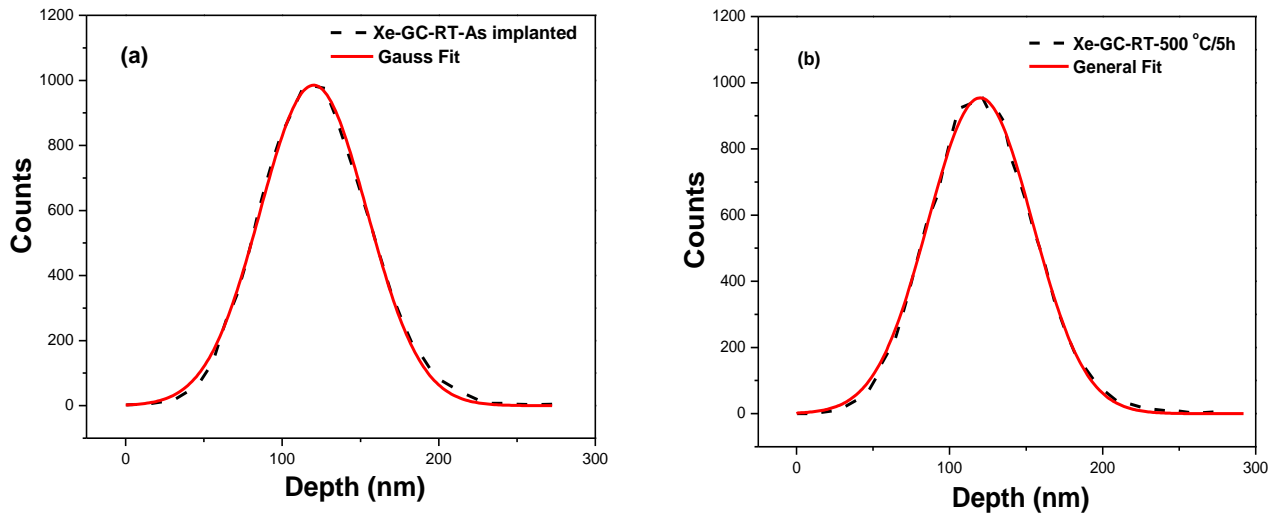 (a)
Xe-GC-RT-As implanted
Gauss Fit
1200
1000
800
600
400
200
0
Counts
0
100
200
300
Depth (nm)
(b)
Xe-GC-RT-500 °C/5h
General Fit
1200
1000
800
600
400
200
0
Counts
0
100
200
300
Depth (nm)